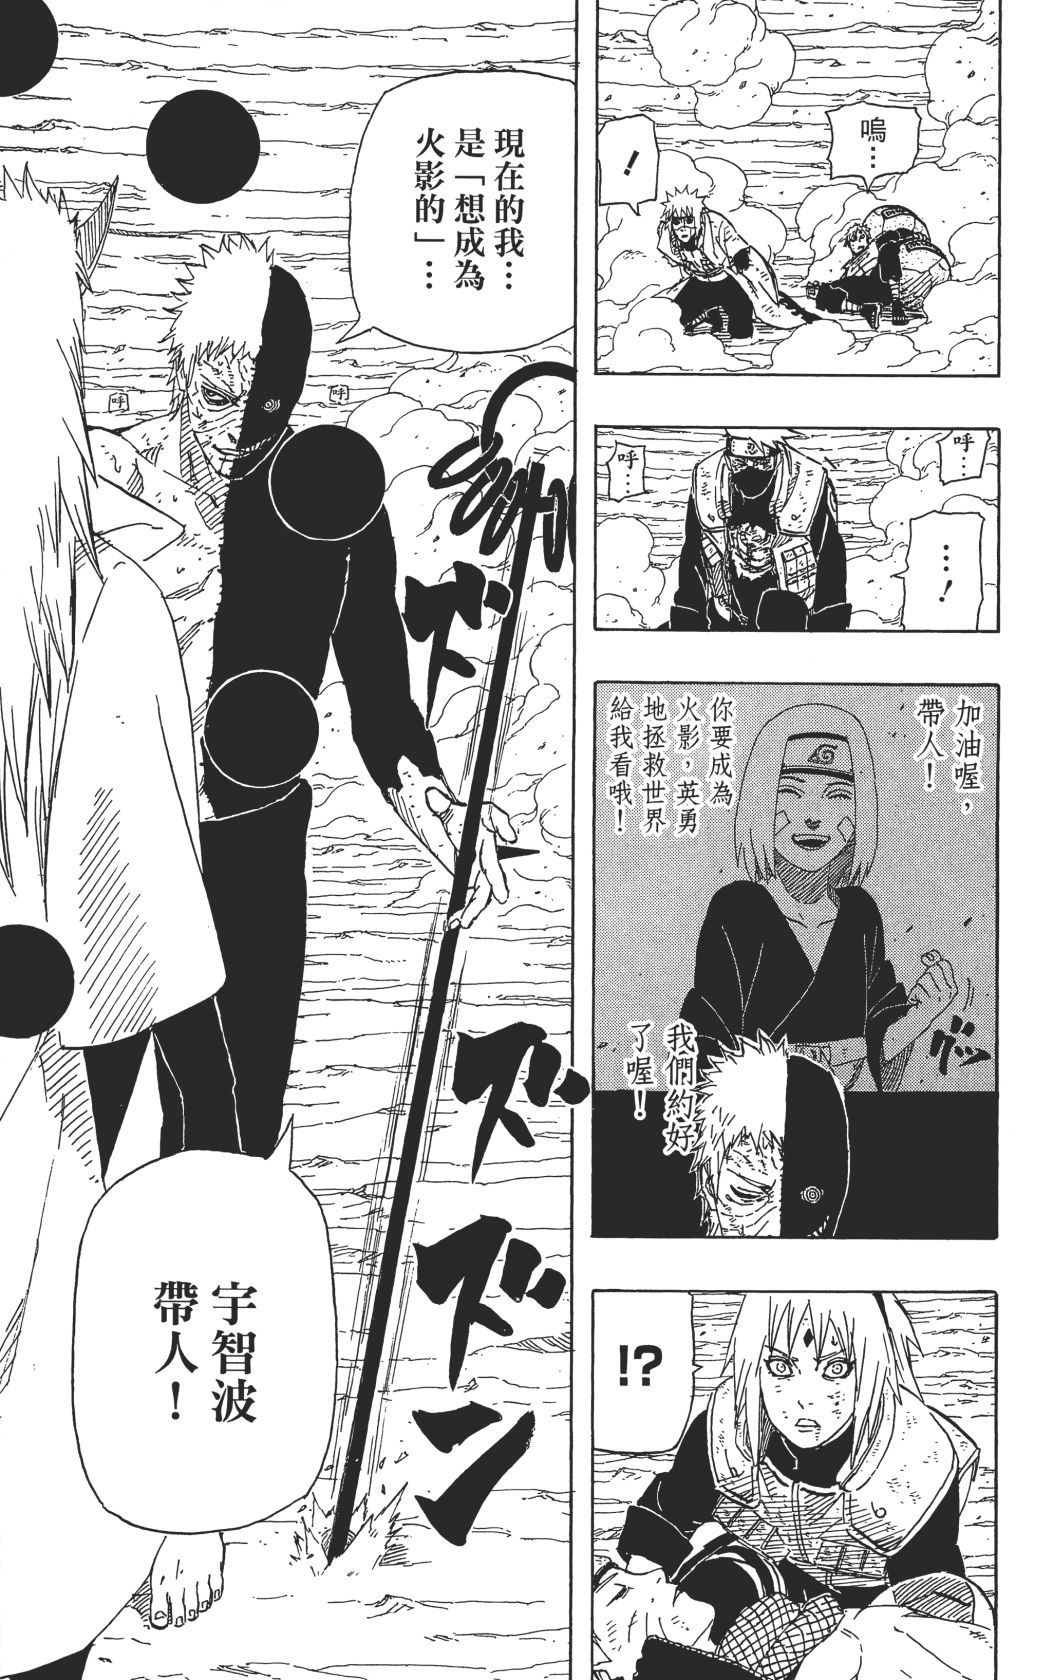 嗚…
！
呼…
呼…
…！
加油喔，
帶人！
你要成為
火影，英勇
地拯救世界
給我看哦！
グッ
我們約好
了喔！
!?
現在的我…
是「想成為
火影的」…
呼
呼
ズ
ズ
ズ
ン
宇智波
帶人！